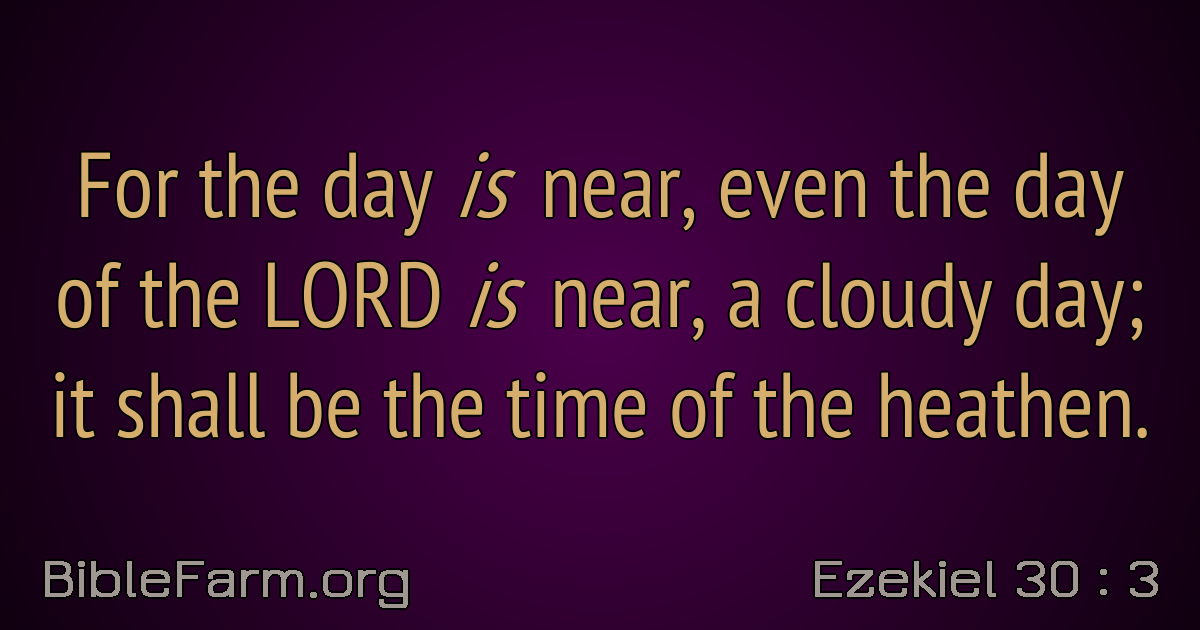 For the day is near, even the day
of the LORD is near, a cloudy day;
it shall be the time of the heathen.
BibleFarm.org
Ezekiel 30 : 3